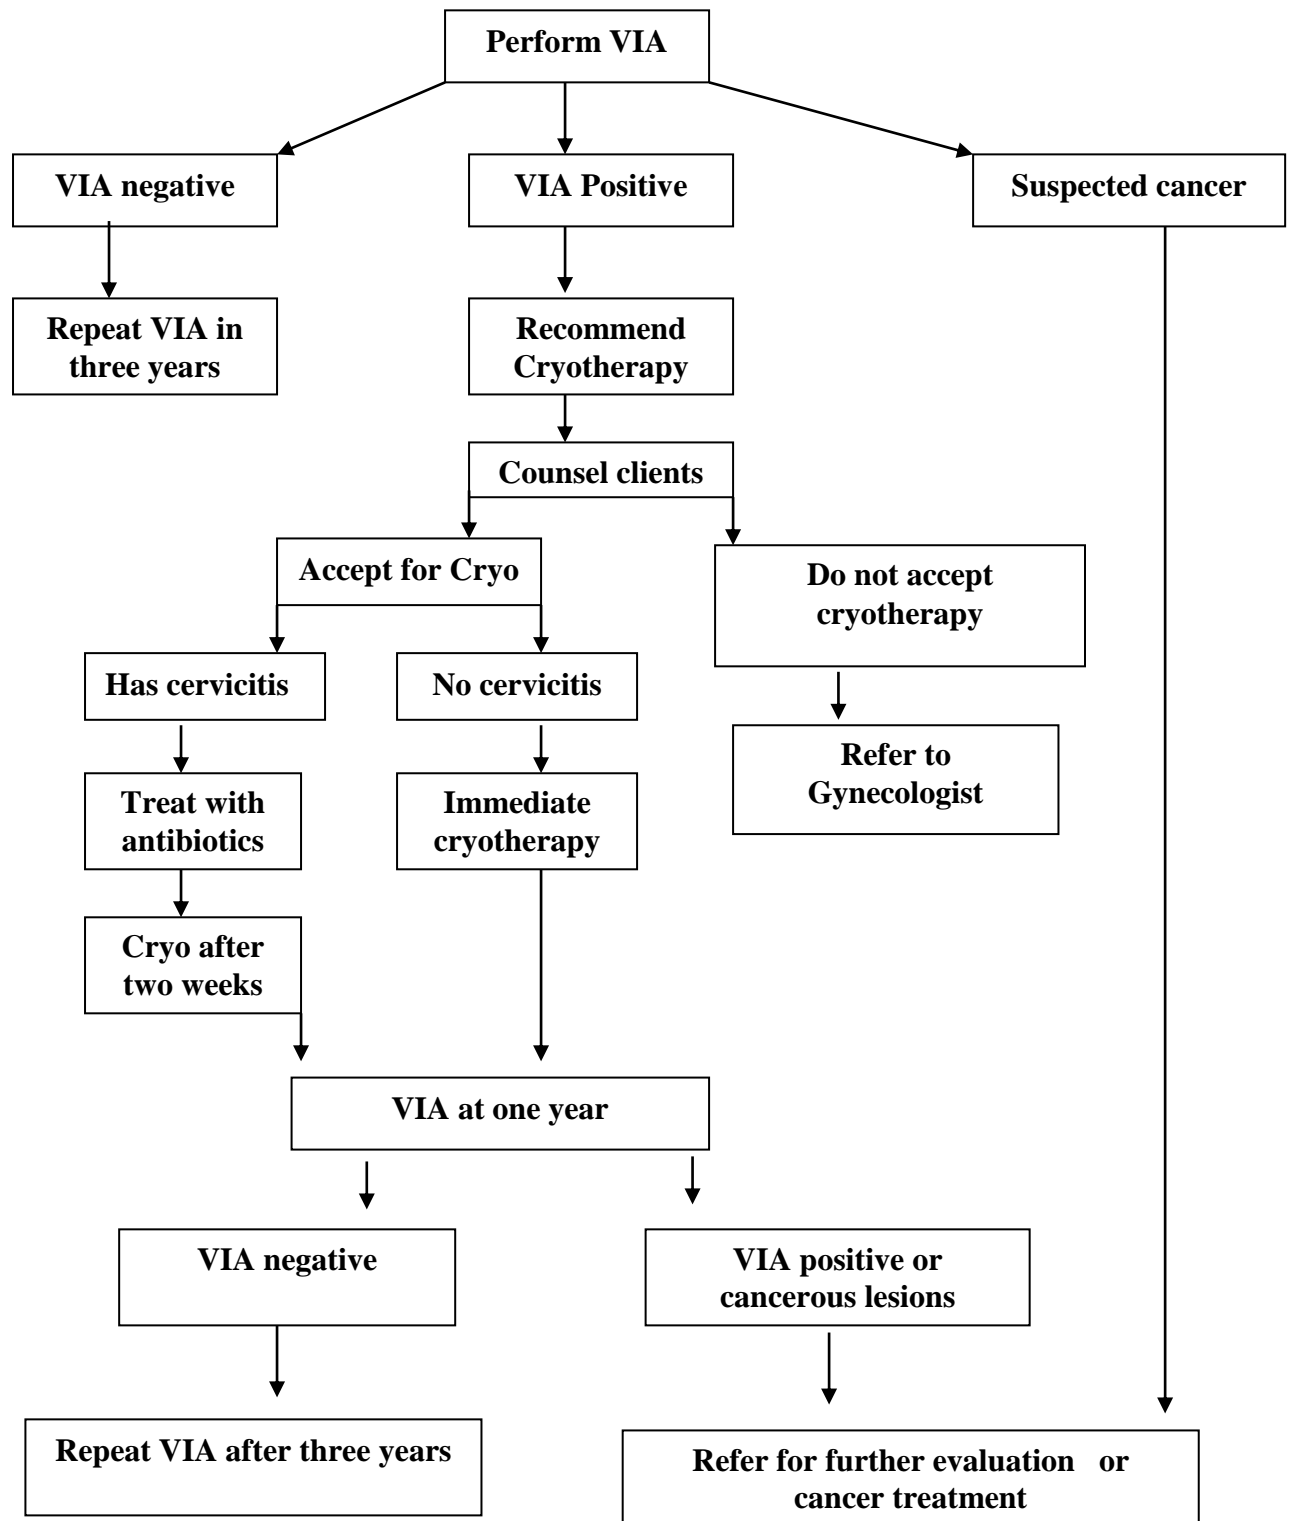 Perform VIA
VIA negative
VIA Positive
Suspected cancer
Repeat VIA in
three years
Recommend
Cryotherapy
Counsel clients
Accept for Cryo
Do not accept
cryotherapy
Has cervicitis
No cervicitis
Refer to
Gynecologist
Treat with
antibiotics
Immediate
cryotherapy
Cryo after
two weeks
VIA at one year
VIA negative
VIA positive or
cancerous lesions
Repeat VIA after three years
Refer for further evaluation   or
cancer treatment